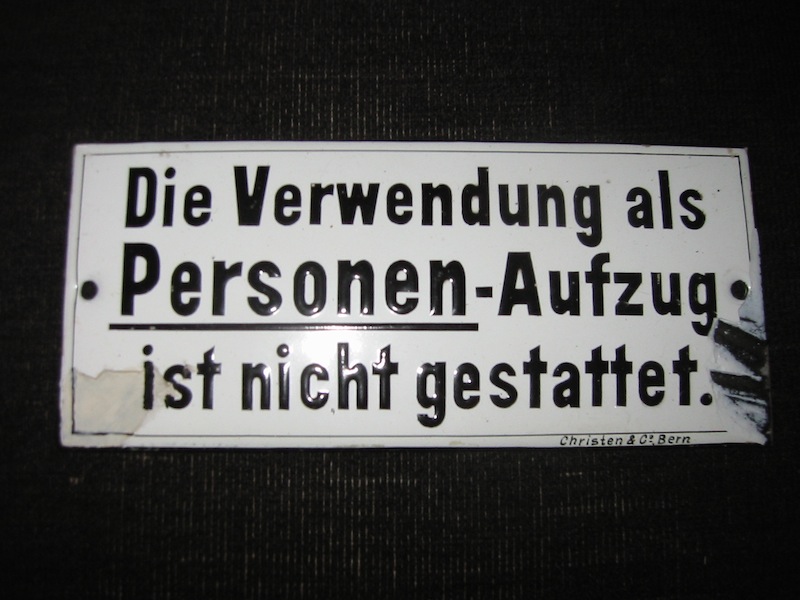 Die Verwendung als
Personen-Aufzug
ist nicht gestattet.
Christen & Co. Bern